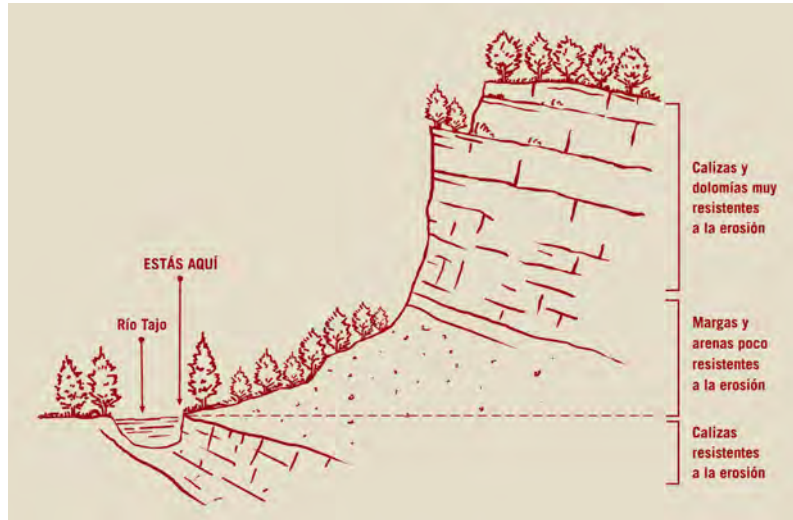 ESTÁS AQUÍ
Río Tajo
Calizas y
dolomías muy
resistentes
a la erosión
Margas y
arenas poco
resistentes
a la erosión
Calizas
resistentes
a la erosión